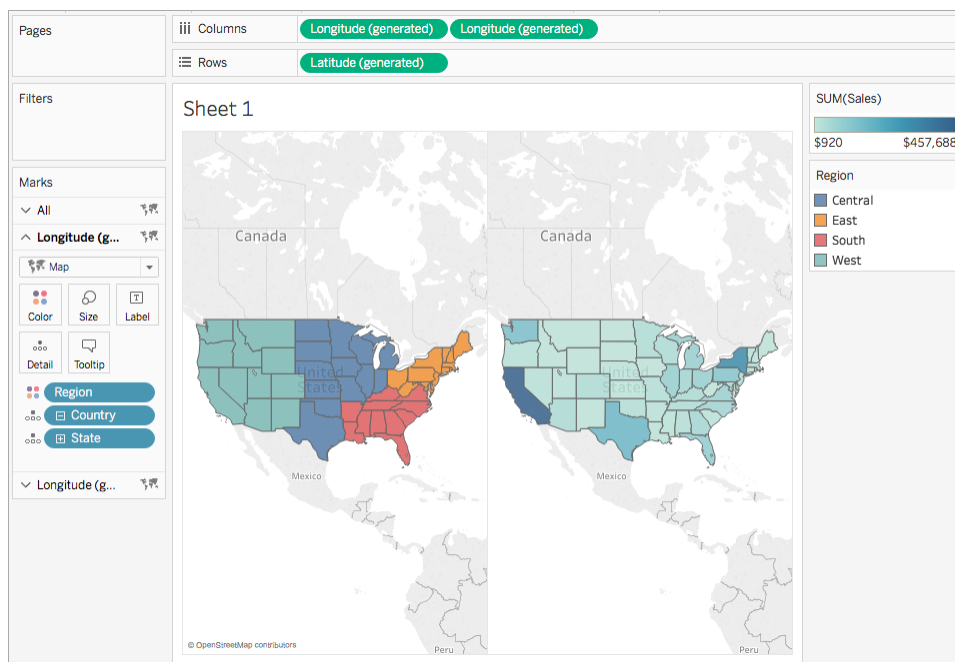 Pages
Columns
Longitude (generated)
Longitude (generated)
Rows
Latitude (generated)
Filters
Marks
All
Longitude (g...
Map
Color
Size
Label
Detail
Tooltip
Region
Country
State
Longitude (g...
Sheet 1
Canada
United
States
Mexico
Peru
© OpenStreetMap contributors
Canada
United
States
Mexico
Peru
SUM(Sales)
$920
$457,688
Region
Central
East
South
West